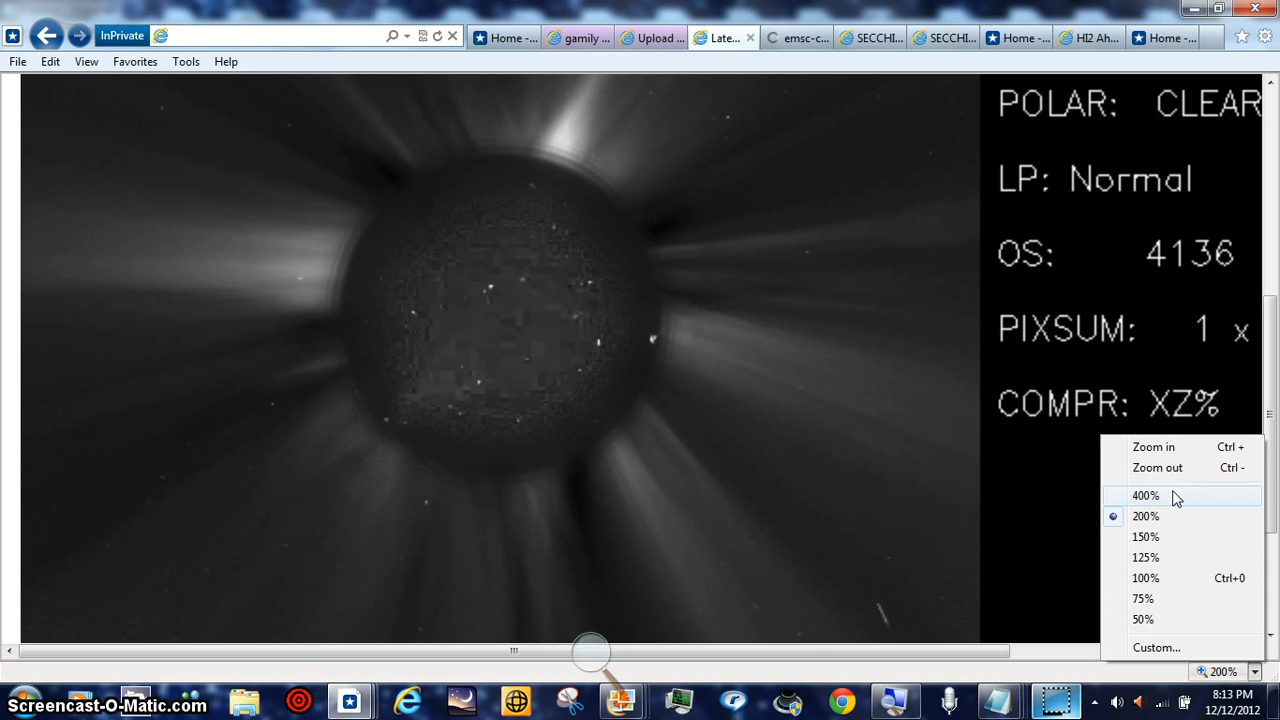 InPrivate
Home -...
gamily ...
Upload ...
Late...
emsc-c...
SECCHI...
SECCHI...
Home -...
HI2 Ah...
Home -...
File Edit View Favorites Tools Help
POLAR: CLEAR
LP: Normal
OS: 4136
PIXSUM: 1 x
COMPR: XZ%
Zoom in Ctrl +
Zoom out Ctrl -
400%
200%
150%
125%
100% Ctrl+0
75%
50%
Custom...
200%
8:13 PM
12/12/2012
Screencast-O-Matic.com